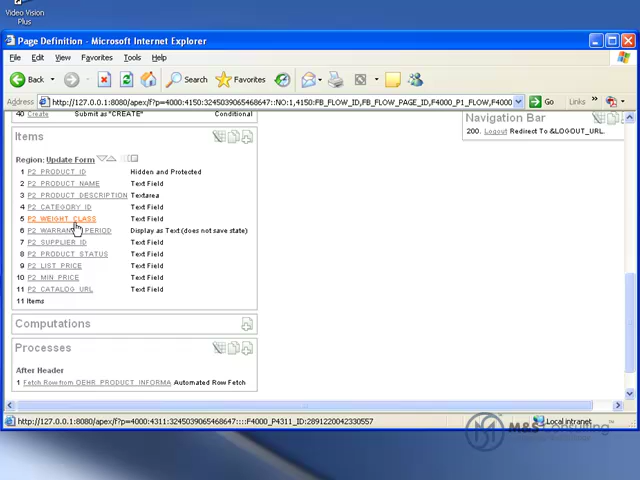 Video Vision
Plus
Page Definition - Microsoft Internet Explorer
File Edit View Favorites Tools Help
Back Search Favorites
Address http://127.0.0.1:8080/apex/f?p=4000:4150:3245039065468647::NO:1,4150:FB_FLOW_ID,FB_FLOW_PAGE_ID,F4000_P1_FLOW,F4000 Go Links
40 Create Submit as "CREATE" Conditional
Navigation Bar
200. Logout Redirect To &LOGOUT_URL.
Items
Region: Update Form
1 P2_PRODUCT_ID Hidden and Protected
2 P2_PRODUCT_NAME Text Field
3 P2_PRODUCT_DESCRIPTION Textarea
4 P2_CATEGORY_ID Text Field
5 P2_WEIGHT_CLASS Text Field
6 P2_WARRANTY_PERIOD Display as Text (does not save state)
7 P2_SUPPLIER_ID Text Field
8 P2_PRODUCT_STATUS Text Field
9 P2_LIST_PRICE Text Field
10 P2_MIN_PRICE Text Field
11 P2_CATALOG_URL Text Field
11 Items
Computations
Processes
After Header
1 Fetch Row from DEHR_PRODUCT_INFORMA Automated Row Fetch
http://127.0.0.1:8080/apex/f?p=4000:4311:3245039065468647::::F4000_P4311_ID:2891220042330557 Local intranet
M&S Consulting